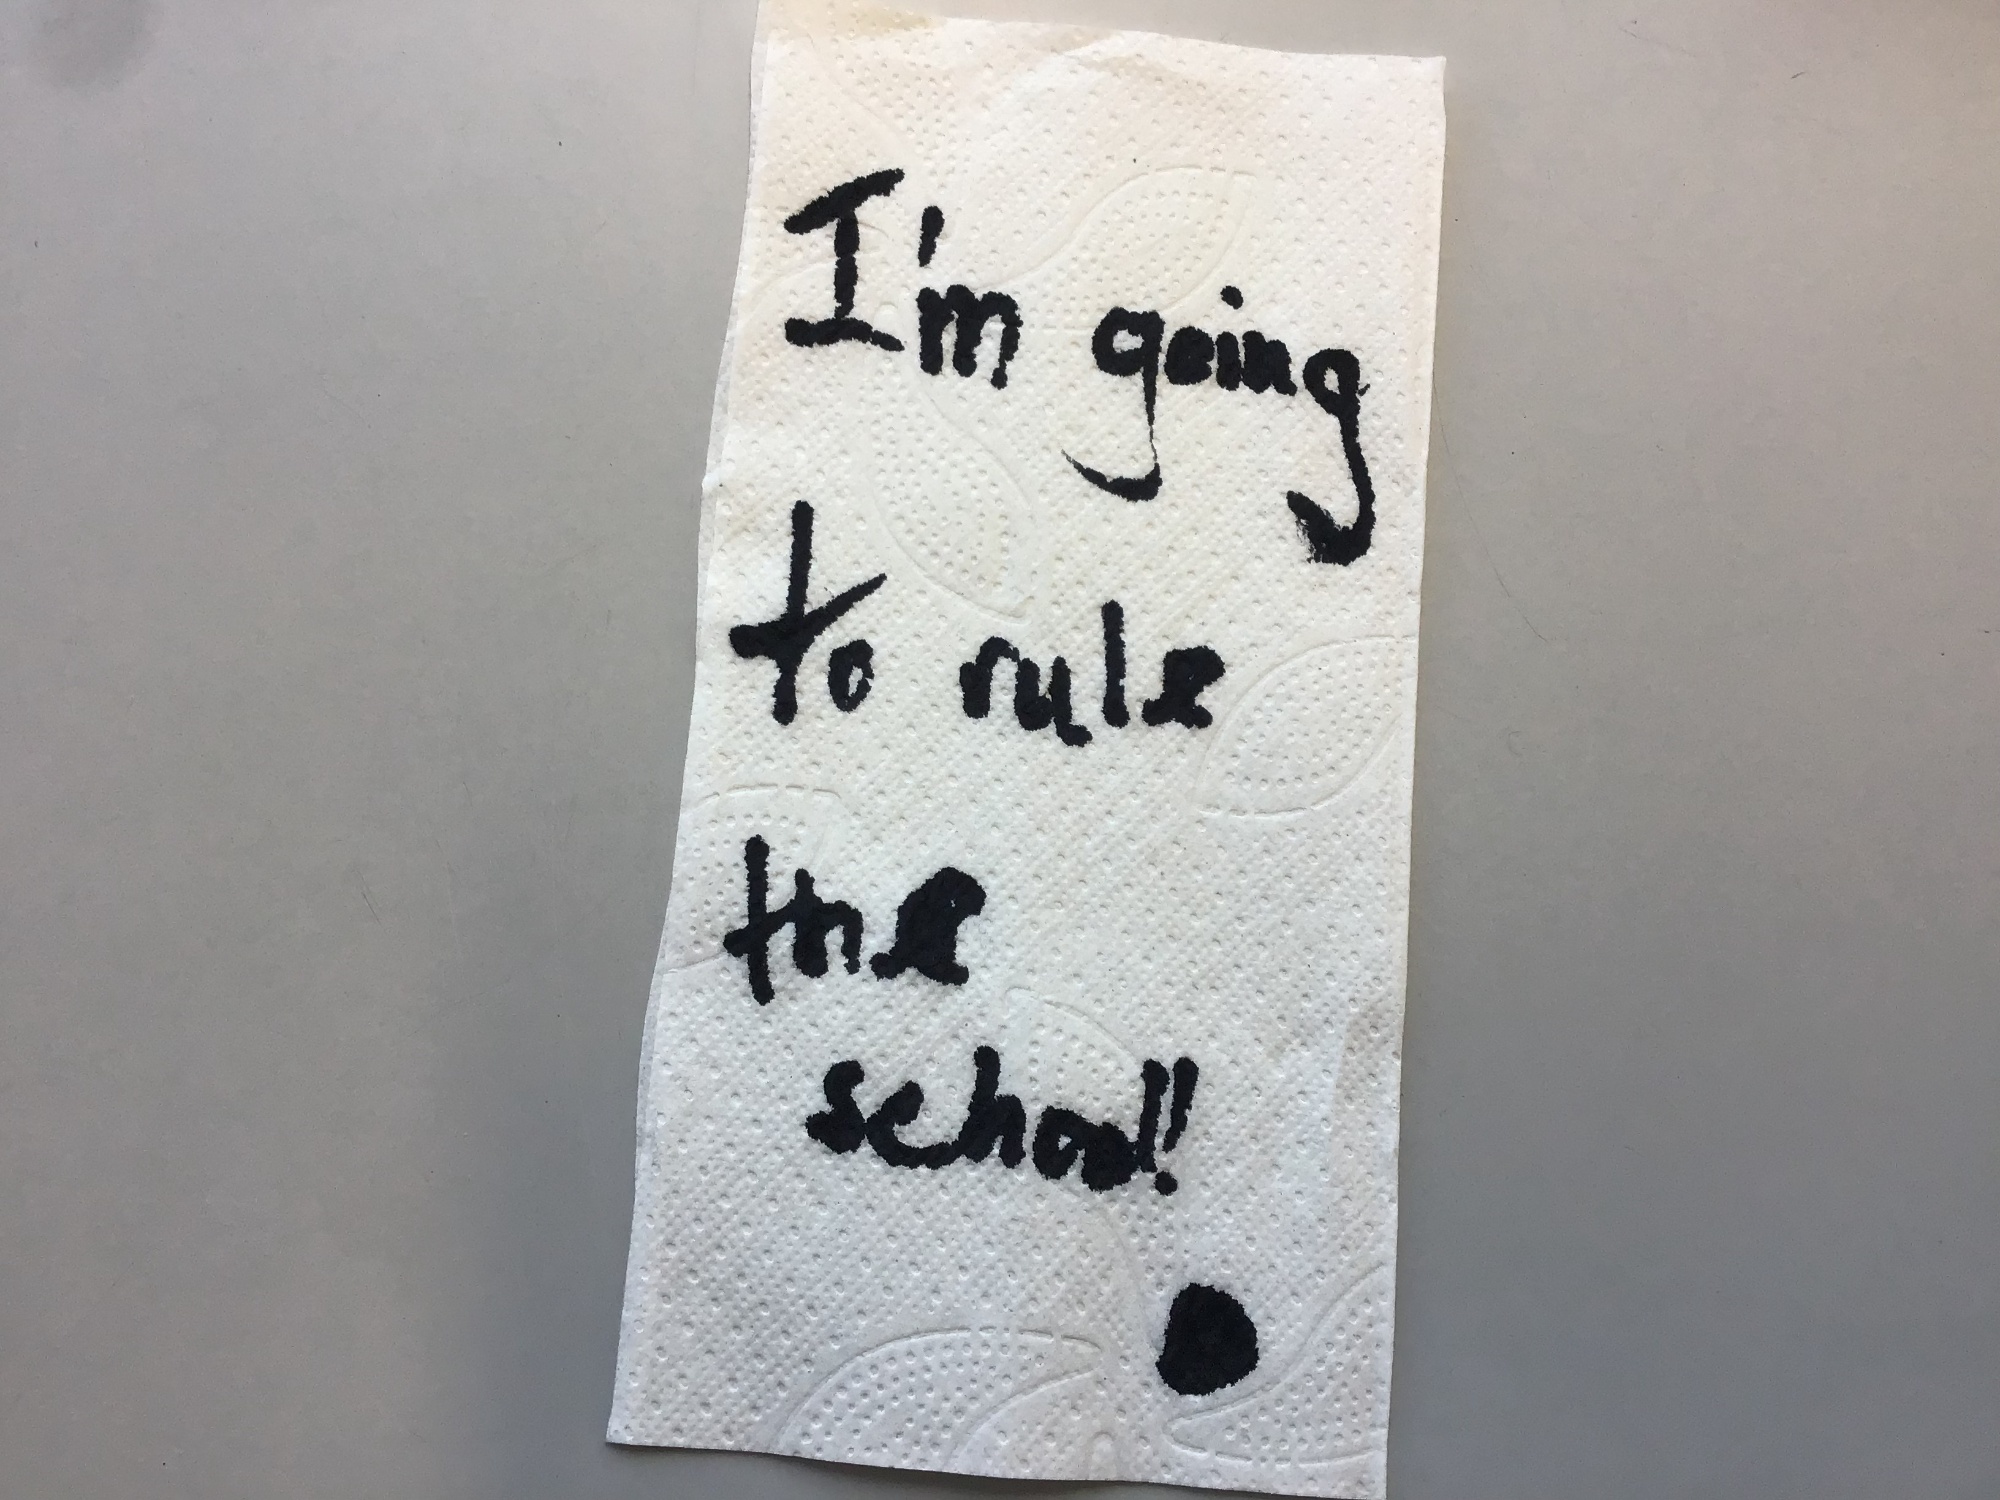 I'm going
to rule
the
school!